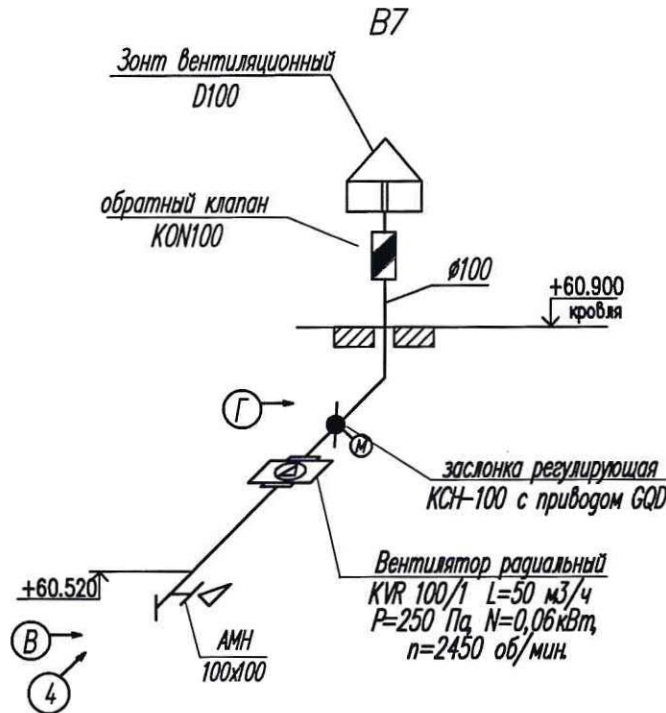 В7
Зонт вентиляционный
D100
обратный клапан
KON100
ø100
+60.900
кровля
Г
М
заслонка регулирующая
КСН-100 с приводом GQD
Вентилятор радиальный
KVR 100/1 L=50 м3/ч
P=250 Па, N=0,06кВт,
n=2450 об/мин.
+60.520
В
4
АМН
100х100